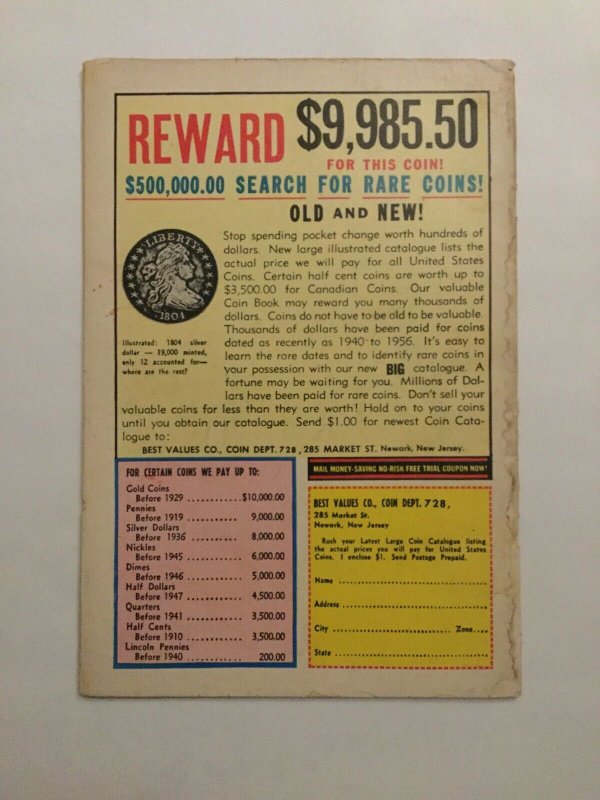 REWARD $9,985.50
FOR THIS COIN!
$500,000.00 SEARCH FOR RARE COINS!
OLD AND NEW!
LIBERTY
1804
Illustrated: 1804 silver
dollar — 19,000 minted,
only 12 accounted for—
where are the rest?
Stop spending pocket change worth hundreds of
dollars. New large illustrated catalogue lists the
actual price we will pay for all United States
Coins. Certain half cent coins are worth up to
$3,500.00 for Canadian Coins. Our valuable
Coin Book may reward you many thousands of
dollars. Coins do not have to be old to be valuable.
Thousands of dollars have been paid for coins
dated as recently as 1940 to 1956. It's easy to
learn the rare dates and to identify rare coins in
your possession with our new BIG catalogue. A
fortune may be waiting for you. Millions of Dol-
lars have been paid for rare coins. Don't sell your
valuable coins for less than they are worth! Hold on to your coins
until you obtain our catalogue. Send $1.00 for newest Coin Cata-
logue to:
BEST VALUES CO., COIN DEPT. 728, 285 MARKET ST. Newark, New Jersey.
FOR CERTAIN COINS WE PAY UP TO:
Gold Coins
Before 1929 ............$10,000.00
Pennies
Before 1919 ........... 9,000.00
Silver Dollars
Before 1936 ........... 8,000.00
Nickles
Before 1945 ........... 6,000.00
Dimes
Before 1946 ........... 5,000.00
Half Dollars
Before 1947 ........... 4,500.00
Quarters
Before 1941 ........... 3,500.00
Half Cents
Before 1910 ........... 3,500.00
Lincoln Pennies
Before 1940 ........... 200.00
MAIL MONEY-SAVING NO-RISK FREE TRIAL COUPON NOW!
BEST VALUES CO., COIN DEPT. 728,
285 Market St.
Newark, New Jersey
Rush your Latest Large Coin Catalogue listing
the actual prices you will pay for United States
Coins. I enclose $1. Send Postage Prepaid.
Name ........................................
Address ........................................
City .............................. Zone....
State ........................................